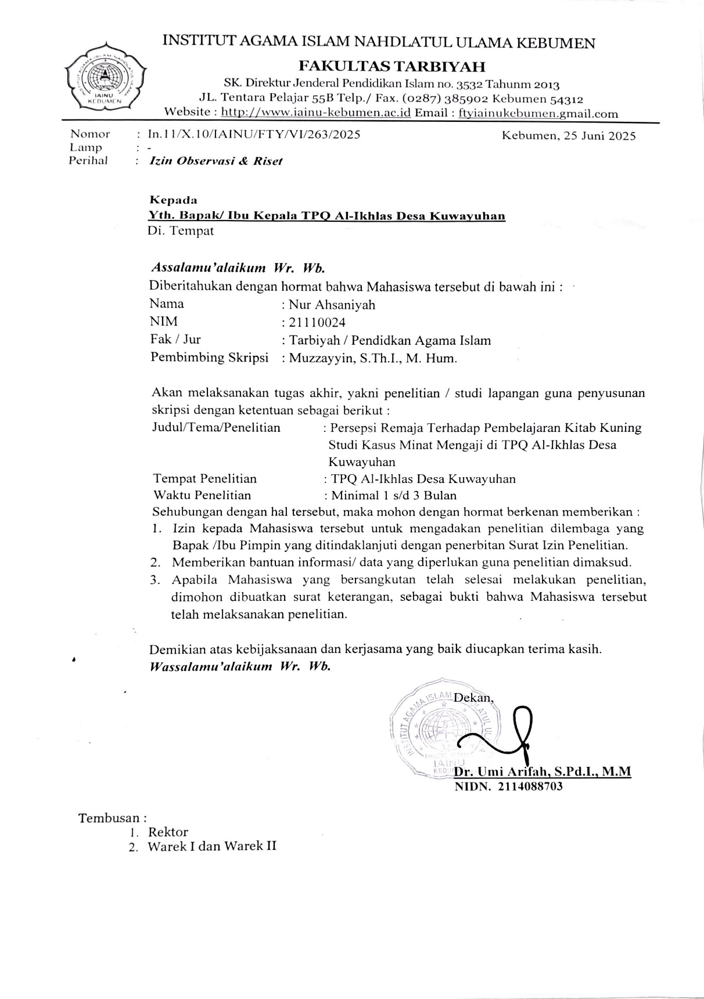 INSTITUT AGAMA ISLAM NAHDLATUL ULAMA KEBUMEN
FAKULTAS TARBIYAH
SK. Direktur Jenderal Pendidikan Islam no. 3532 Tahunm 2013
JL. Tentara Pelajar 55B Telp./ Fax. (0287) 385902 Kebumen 54312
Website : http://www.iainu-kebumen.ac.id Email : ftyiainukebumen.gmail.com
IAINU
KEBUMEN
Nomor : In.11/X.10/IAINU/FTY/VI/263/2025 Kebumen, 25 Juni 2025
Lamp : -
Perihal : Izin Observasi & Riset
Kepada
Yth. Bapak/ Ibu Kepala TPQ Al-Ikhlas Desa Kuwayuhan
Di. Tempat
Assalamu'alaikum Wr. Wb.
Diberitahukan dengan hormat bahwa Mahasiswa tersebut di bawah ini :
Nama : Nur Ahsaniyah
NIM : 21110024
Fak / Jur : Tarbiyah / Pendidkan Agama Islam
Pembimbing Skripsi : Muzzayyin, S.Th.I., M. Hum.
Akan melaksanakan tugas akhir, yakni penelitian / studi lapangan guna penyusunan
skripsi dengan ketentuan sebagai berikut :
Judul/Tema/Penelitian : Persepsi Remaja Terhadap Pembelajaran Kitab Kuning
Studi Kasus Minat Mengaji di TPQ Al-Ikhlas Desa
Kuwayuhan
Tempat Penelitian : TPQ Al-Ikhlas Desa Kuwayuhan
Waktu Penelitian : Minimal 1 s/d 3 Bulan
Sehubungan dengan hal tersebut, maka mohon dengan hormat berkenan memberikan :
1. Izin kepada Mahasiswa tersebut untuk mengadakan penelitian dilembaga yang
Bapak /Ibu Pimpin yang ditindaklanjuti dengan penerbitan Surat Izin Penelitian.
2. Memberikan bantuan informasi/ data yang diperlukan guna penelitian dimaksud.
3. Apabila Mahasiswa yang bersangkutan telah selesai melakukan penelitian,
dimohon dibuatkan surat keterangan, sebagai bukti bahwa Mahasiswa tersebut
telah melaksanakan penelitian.
Demikian atas kebijaksanaan dan kerjasama yang baik diucapkan terima kasih.
Wassalamu'alaikum Wr. Wb.
Dekan,
INSTITUT AGAMA ISLAM
IAINU
Dr. Umi Arifah, S.Pd.I., M.M
NIDN. 2114088703
Tembusan :
1. Rektor
2. Warek I dan Warek II